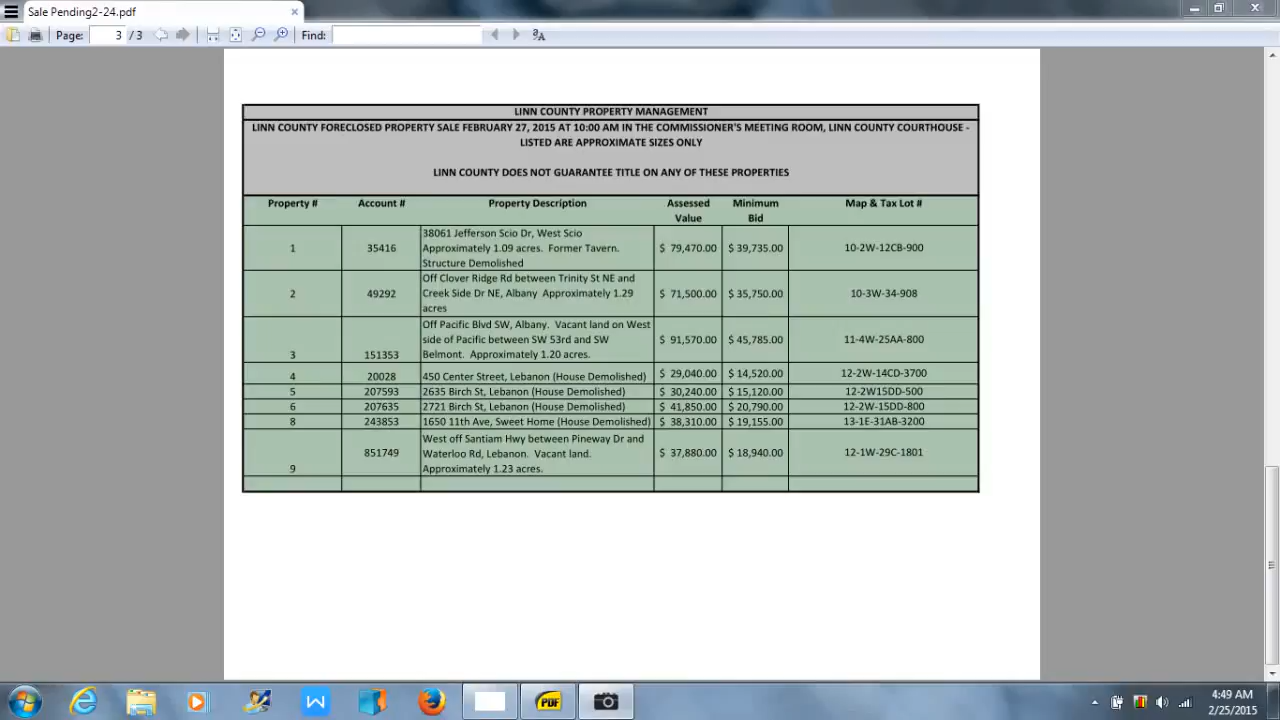 Sale Pending2-24.pdf
Page: 3 / 3 Find:
LINN COUNTY PROPERTY MANAGEMENT
LINN COUNTY FORECLOSED PROPERTY SALE FEBRUARY 27, 2015 AT 10:00 AM IN THE COMMISSIONER'S MEETING ROOM, LINN COUNTY COURTHOUSE -
LISTED ARE APPROXIMATE SIZES ONLY
LINN COUNTY DOES NOT GUARANTEE TITLE ON ANY OF THESE PROPERTIES
Property # Account # Property Description Assessed Minimum Map & Tax Lot #
Value Bid
38061 Jefferson Scio Dr, West Scio
1 35416 Approximately 1.09 acres. Former Tavern. $ 79,470.00 $ 39,735.00 10-2W-12CB-900
Structure Demolished
Off Clover Ridge Rd between Trinity St NE and
2 49292 Creek Side Dr NE, Albany Approximately 1.29 $ 71,500.00 $ 35,750.00 10-3W-34-908
acres
Off Pacific Blvd SW, Albany. Vacant land on West
side of Pacific between SW 53rd and SW $ 91,570.00 $ 45,785.00 11-4W-25AA-800
3 151353 Belmont. Approximately 1.20 acres.
4 20028 450 Center Street, Lebanon (House Demolished) $ 29,040.00 $ 14,520.00 12-2W-14CD-3700
5 207593 2635 Birch St, Lebanon (House Demolished) $ 30,240.00 $ 15,120.00 12-2W15DD-500
6 207635 2721 Birch St, Lebanon (House Demolished) $ 41,850.00 $ 20,790.00 12-2W-15DD-800
8 243853 1650 11th Ave, Sweet Home (House Demolished) $ 38,310.00 $ 19,155.00 13-1E-31AB-3200
West off Santiam Hwy between Pineway Dr and
851749 Waterloo Rd, Lebanon. Vacant land. $ 37,880.00 $ 18,940.00 12-1W-29C-1801
9 Approximately 1.23 acres.
W PDF 4:49 AM
2/25/2015